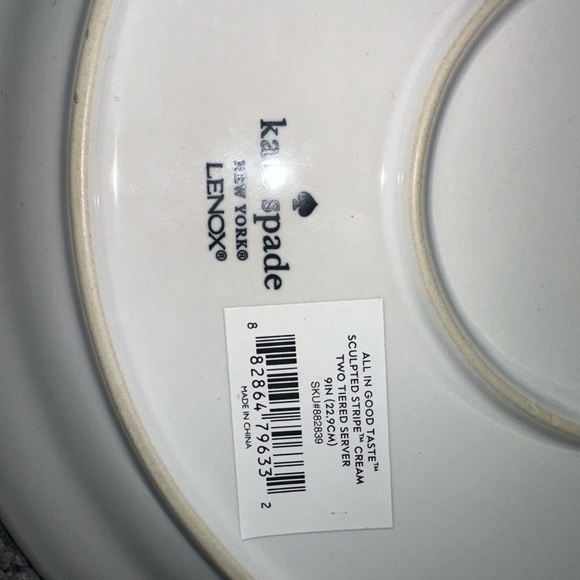 kate spade
NEW YORK®
LENOX®
ALL IN GOOD TASTE™
SCULPTED STRIPE™ CREAM
TWO TIERED SERVER
9IN (22.9CM)
SKU#882839
8 82864 79633 2
MADE IN CHINA